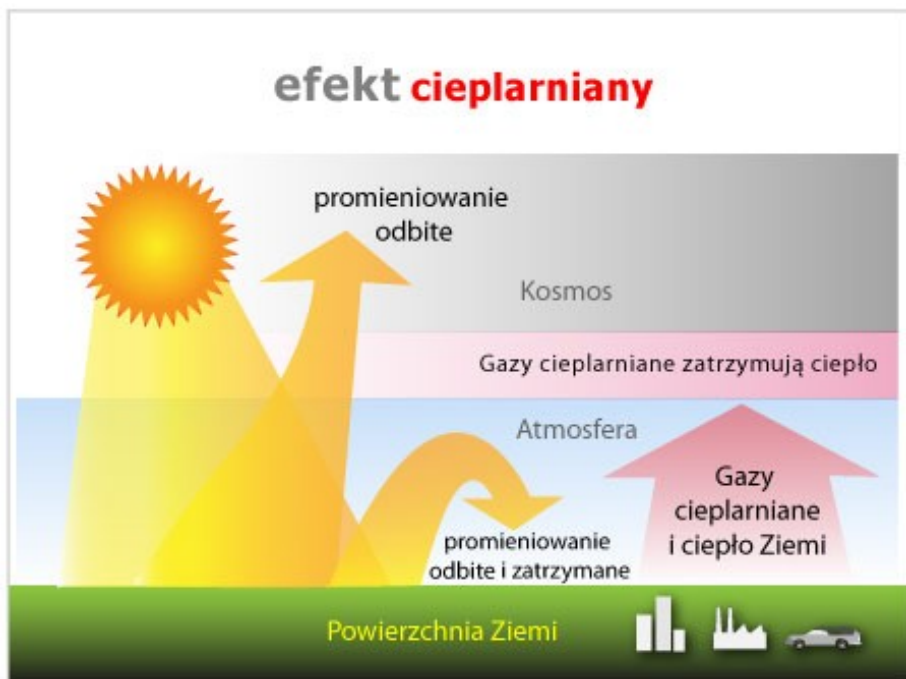 efekt cieplarniany
promieniowanie
odbite
Kosmos
Gazy cieplarniane zatrzymują ciepło
Atmosfera
Gazy
cieplarniane
i ciepło Ziemi
promieniowanie
odbite i zatrzymane
Powierzchnia Ziemi